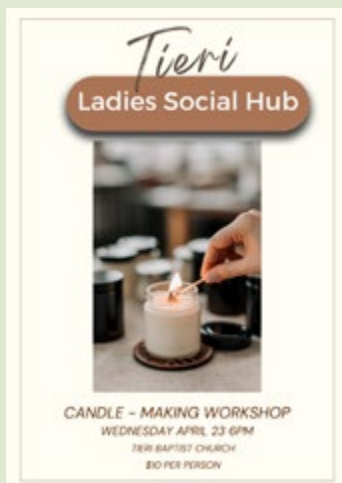 Tieri
Ladies Social Hub
CANDLE - MAKING WORKSHOP
WEDNESDAY APRIL 23 6PM
TIERI BAPTIST CHURCH
$10 PER PERSON